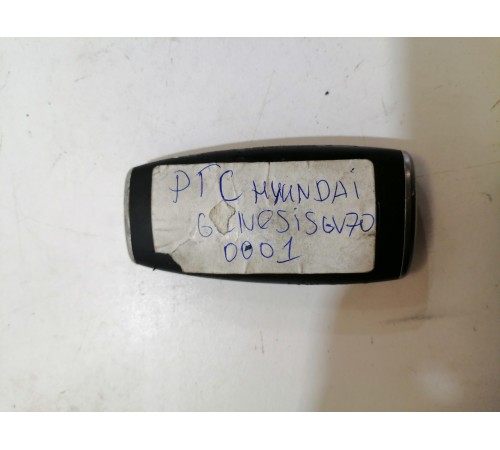 PTC HYUNDAI
GENESIS GV70
0001